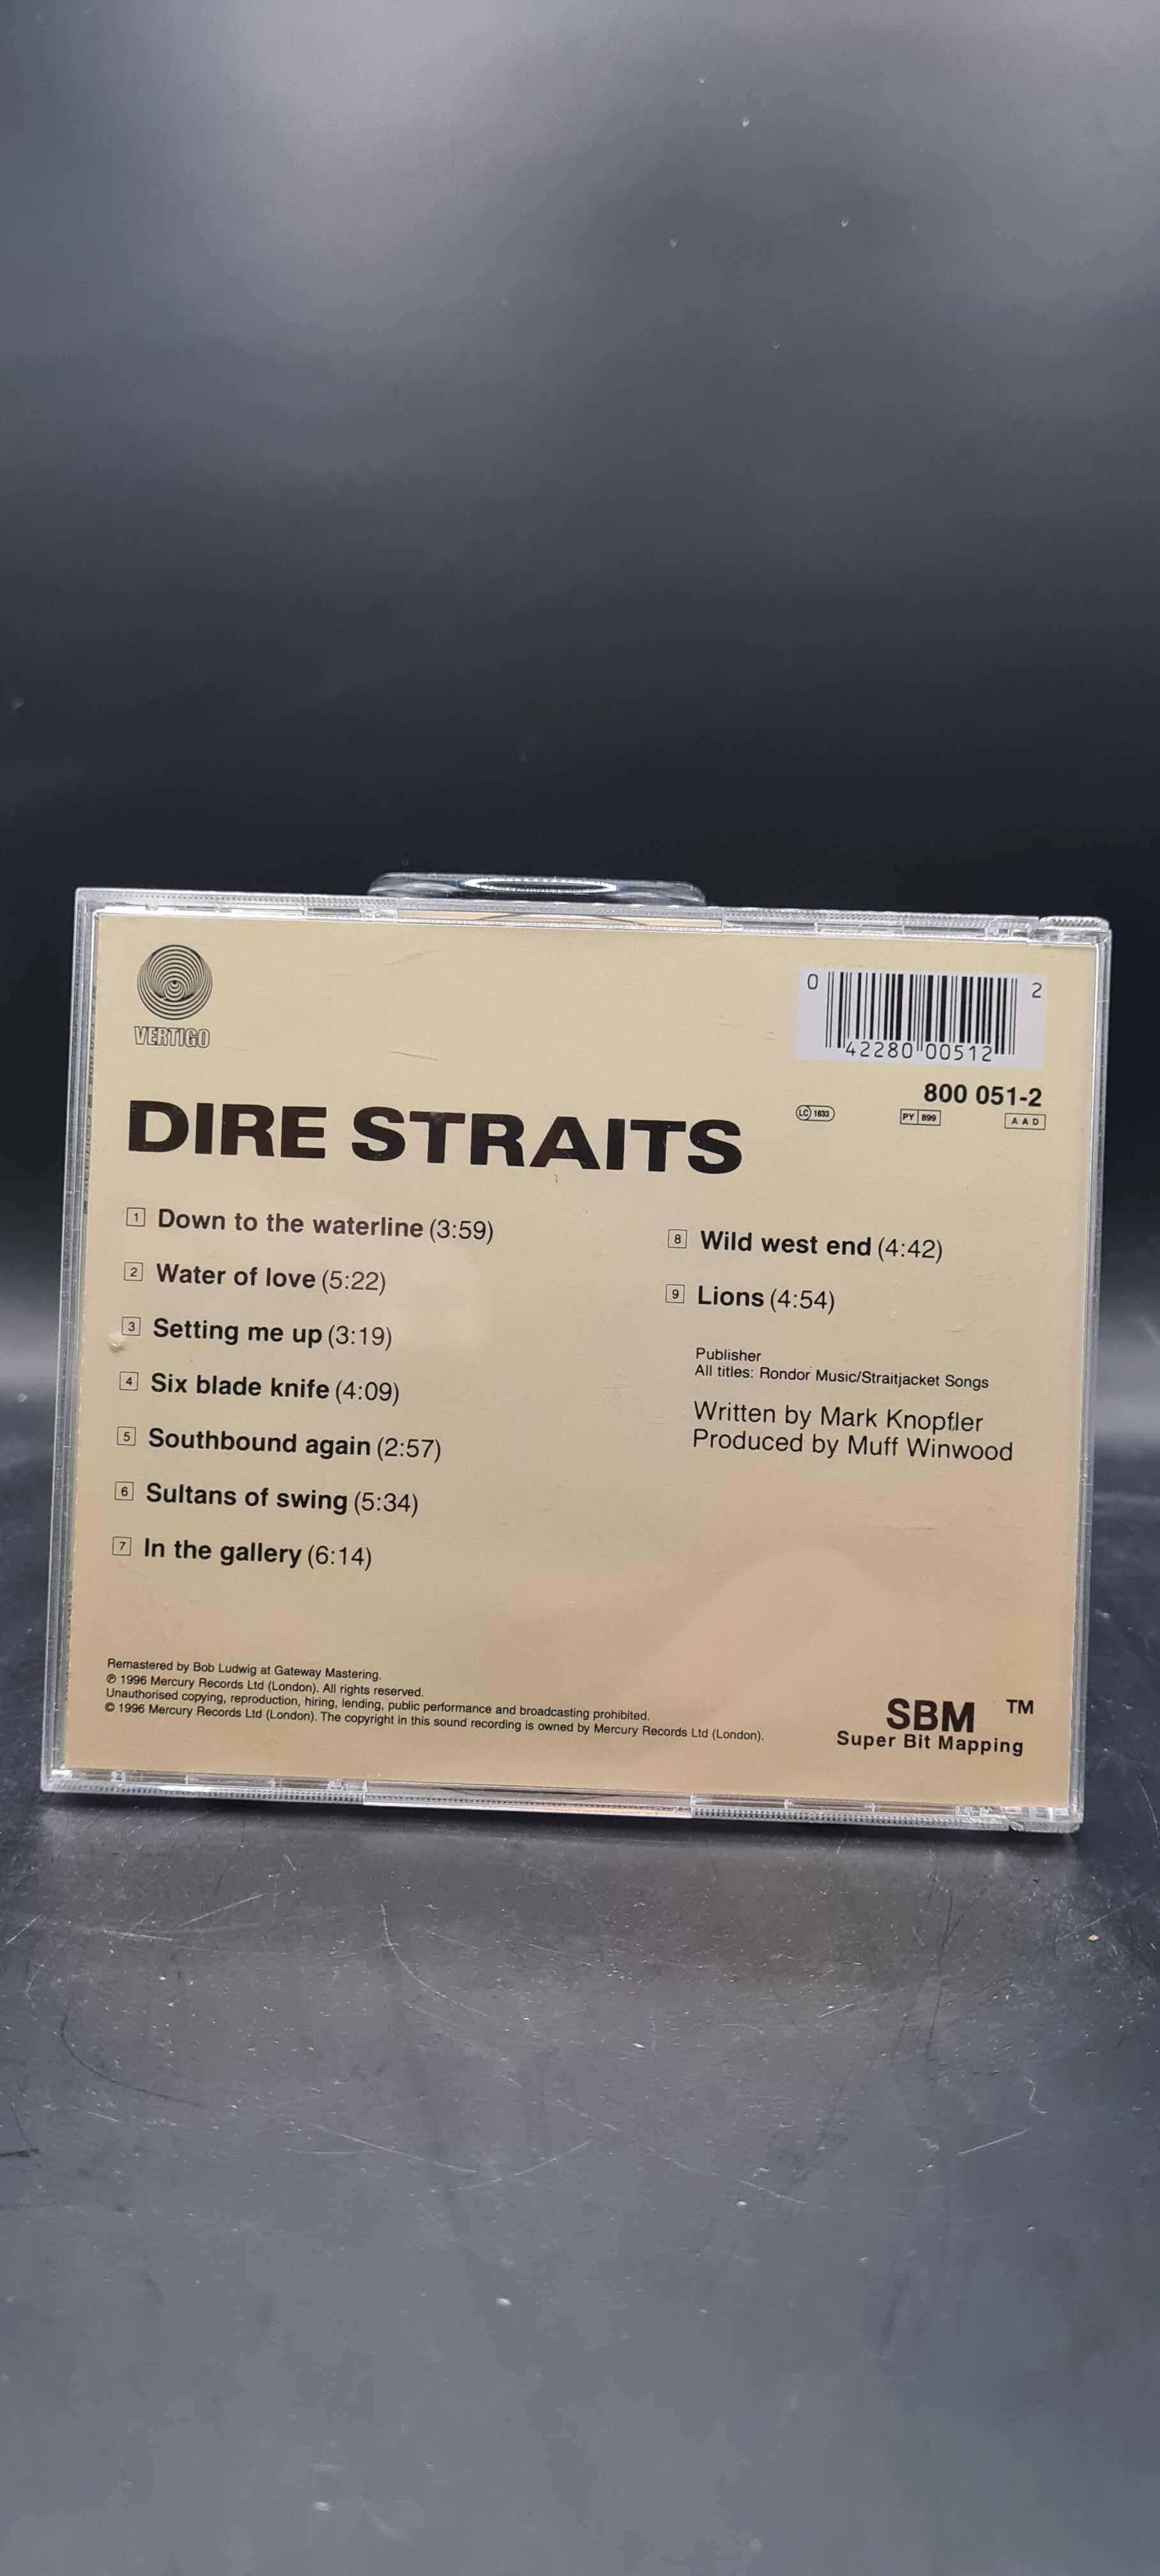 VERTIGO
0 42280 00512 2
800 051-2
LC 1633
PY 899
AAD
DIRE STRAITS
1 Down to the waterline (3:59)
2 Water of love (5:22)
3 Setting me up (3:19)
4 Six blade knife (4:09)
5 Southbound again (2:57)
6 Sultans of swing (5:34)
7 In the gallery (6:14)
8 Wild west end (4:42)
9 Lions (4:54)
Publisher
All titles: Rondor Music/Straitjacket Songs
Written by Mark Knopfler
Produced by Muff Winwood
Remastered by Bob Ludwig at Gateway Mastering.
℗ 1996 Mercury Records Ltd (London). All rights reserved.
Unauthorised copying, reproduction, hiring, lending, public performance and broadcasting prohibited.
© 1996 Mercury Records Ltd (London). The copyright in this sound recording is owned by Mercury Records Ltd (London).
SBM TM
Super Bit Mapping